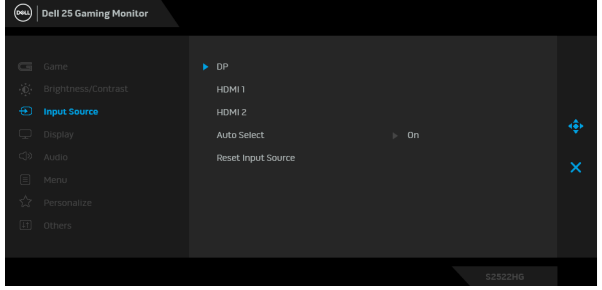 DELL Dell 25 Gaming Monitor
Game
DP
Brightness/Contrast
HDMI 1
Input Source
HDMI 2
Display
Auto Select On
Audio
Reset Input Source
Menu
Personalize
Others
S2522HG